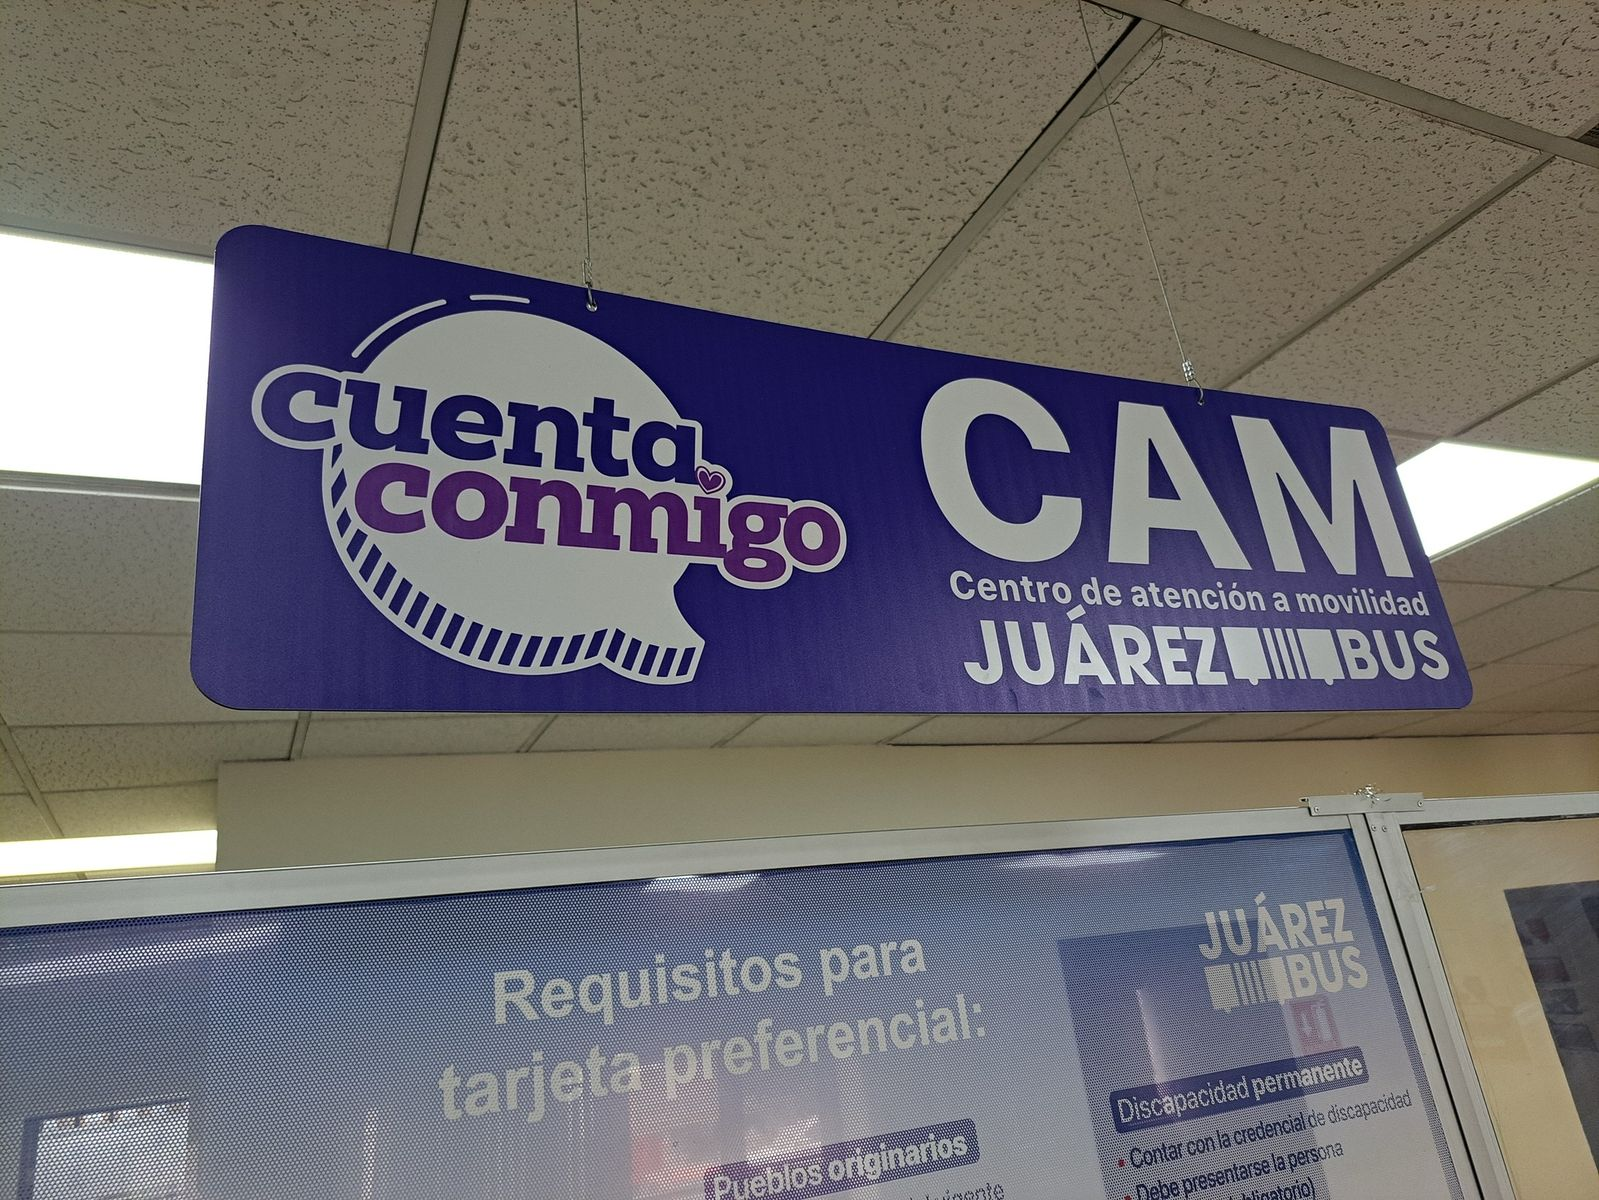 cuenta
conmigo
CAM
Centro de atención a movilidad
JUÁREZ BUS
Requisitos para
tarjeta preferencial:
JUÁREZ
BUS
Pueblos originarios
Discapacidad permanente
• Contar con la credencial de discapacidad
• Debe presentarse la persona